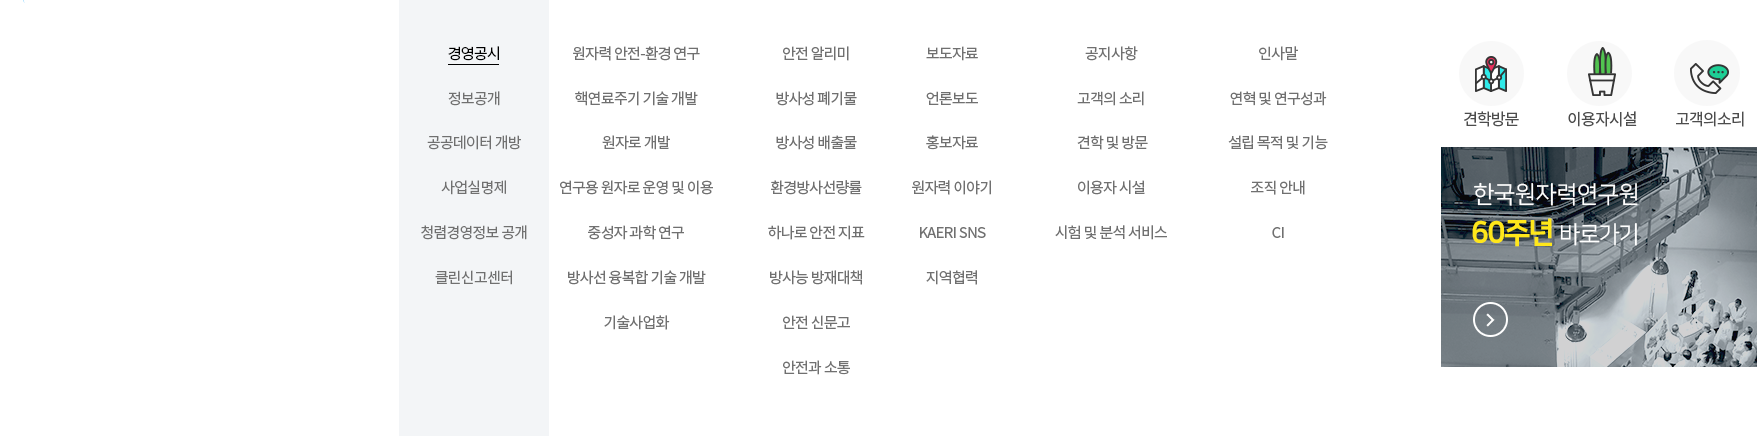 경영공시
정보공개
공공데이터 개방
사업실명제
청렴경영정보 공개
클린신고센터
원자력 안전-환경 연구
핵연료주기 기술 개발
원자로 개발
연구용 원자로 운영 및 이용
중성자 과학 연구
방사선 융복합 기술 개발
기술사업화
안전 알리미
방사성 폐기물
방사성 배출물
환경방사선량률
하나로 안전 지표
방사능 방재대책
안전 신문고
안전과 소통
보도자료
언론보도
홍보자료
원자력 이야기
KAERI SNS
지역협력
공지사항
고객의 소리
견학 및 방문
이용자 시설
시험 및 분석 서비스
인사말
연혁 및 연구성과
설립 목적 및 기능
조직 안내
CI
견학방문
이용자시설
고객의소리
한국원자력연구원
60주년 바로가기